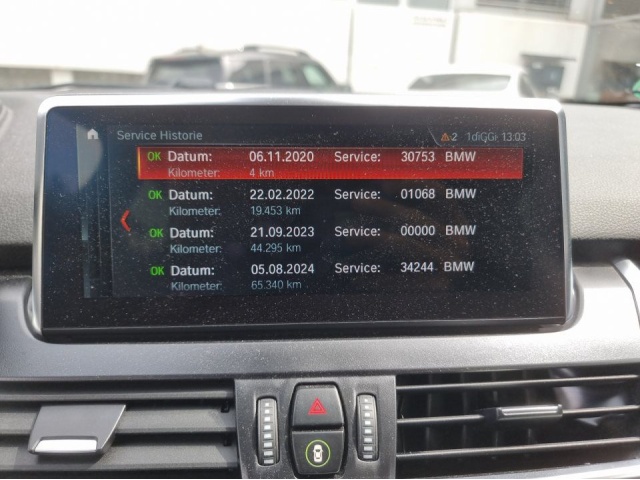 Service Historie
2 1diGGi 13:03
OK Datum: 06.11.2020 Service: 30753 BMW
Kilometer: 4 km
OK Datum: 22.02.2022 Service: 01068 BMW
Kilometer: 19.453 km
OK Datum: 21.09.2023 Service: 00000 BMW
Kilometer: 44.295 km
OK Datum: 05.08.2024 Service: 34244 BMW
Kilometer: 65.340 km